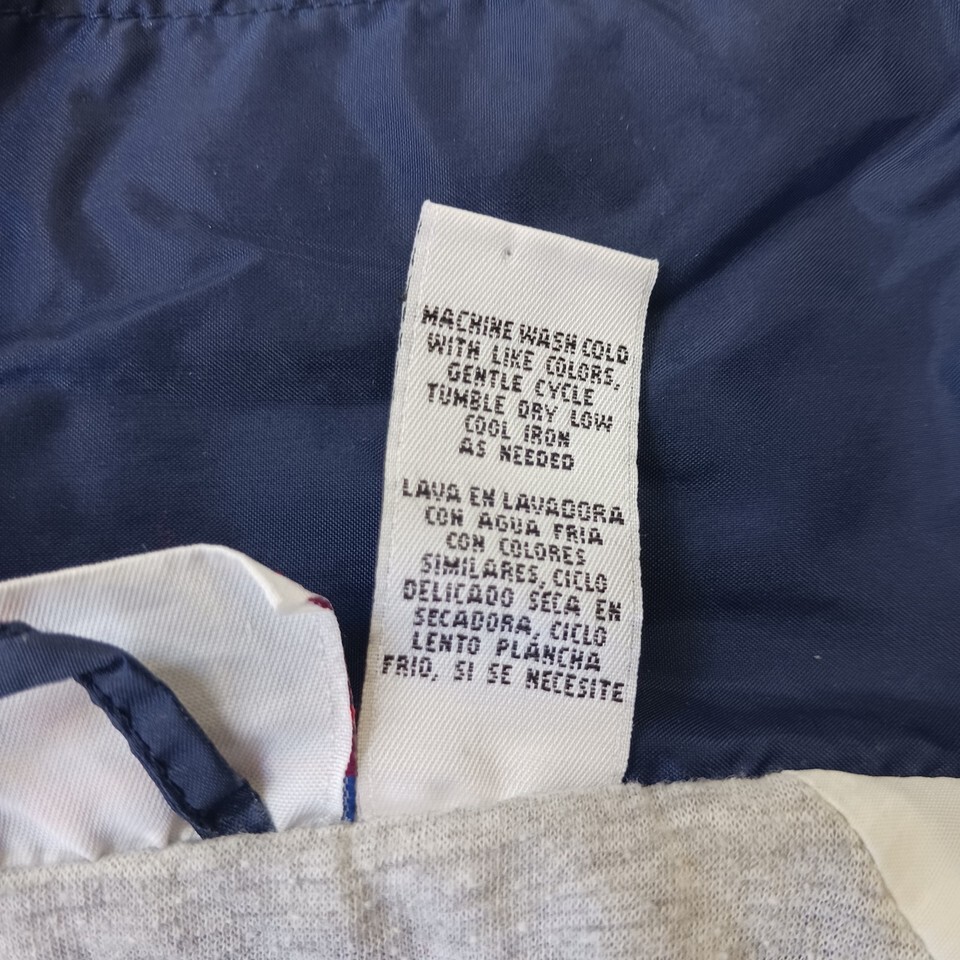 MACHINE WASH COLD
WITH LIKE COLORS,
GENTLE CYCLE
TUMBLE DRY LOW
COOL IRON
AS NEEDED
LAVA EN LAVADORA
CON AGUA FRIA
CON COLORES
SIMILARES, CICLO
DELICADO SECA EN
SECADORA, CICLO
LENTO PLÁNCHA
FRIO, SI SE NECESITE